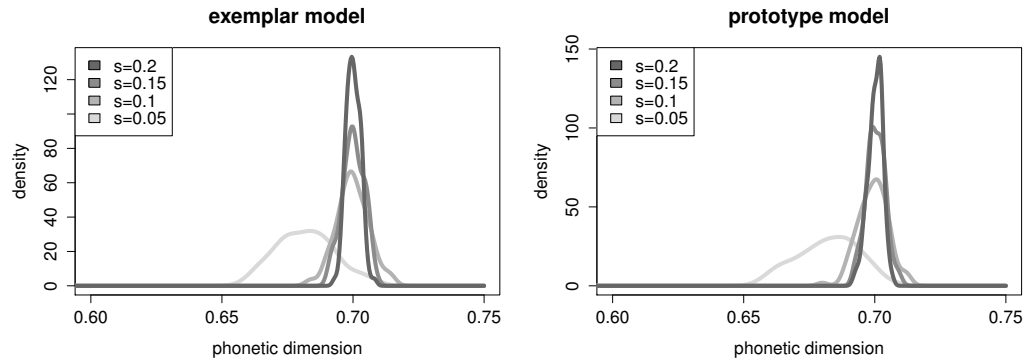 exemplar model
density
0
20
40
60
80
120
s=0.2
s=0.15
s=0.1
s=0.05
0.60
0.65
0.70
0.75
phonetic dimension
prototype model
density
0
50
100
150
s=0.2
s=0.15
s=0.1
s=0.05
0.60
0.65
0.70
0.75
phonetic dimension